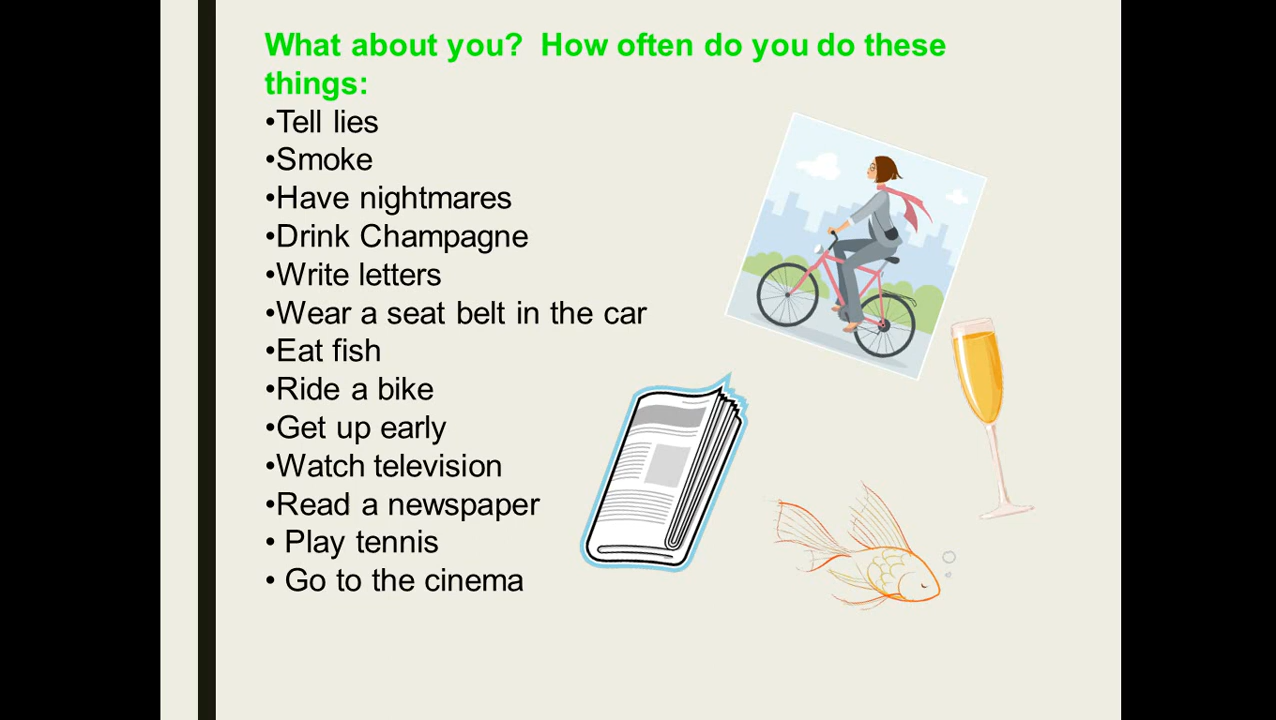 What about you?  How often do you do these
things:
•Tell lies
•Smoke
•Have nightmares
•Drink Champagne
•Write letters
•Wear a seat belt in the car
•Eat fish
•Ride a bike
•Get up early
•Watch television
•Read a newspaper
• Play tennis
• Go to the cinema